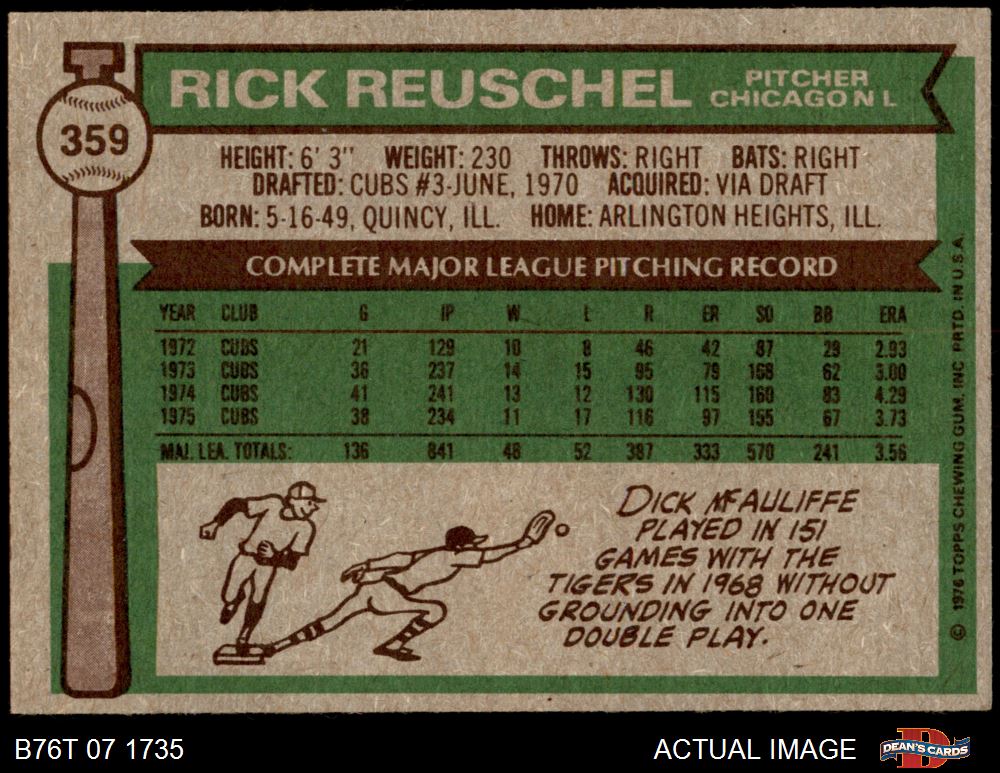 359
RICK REUSCHEL
PITCHER
CHICAGO N L
HEIGHT: 6' 3" WEIGHT: 230 THROWS: RIGHT BATS: RIGHT
DRAFTED: CUBS #3-JUNE, 1970 ACQUIRED: VIA DRAFT
BORN: 5-16-49, QUINCY, ILL. HOME: ARLINGTON HEIGHTS, ILL.
COMPLETE MAJOR LEAGUE PITCHING RECORD
YEAR CLUB G IP W L R ER SO BB ERA
1972 CUBS 21 129 10 8 46 42 87 29 2.93
1973 CUBS 36 237 14 15 95 79 168 62 3.00
1974 CUBS 41 241 13 12 130 115 160 83 4.29
1975 CUBS 38 234 11 17 116 97 155 67 3.73
MAJ. LEA. TOTALS: 136 841 48 52 387 333 570 241 3.56
DICK McAULIFFE
PLAYED IN 151
GAMES WITH THE
TIGERS IN 1968 WITHOUT
GROUNDING INTO ONE
DOUBLE PLAY.
© 1976 TOPPS CHEWING GUM, INC PRTD. IN U.S.A.
B76T 07 1735
ACTUAL IMAGE
DEAN'S CARDS